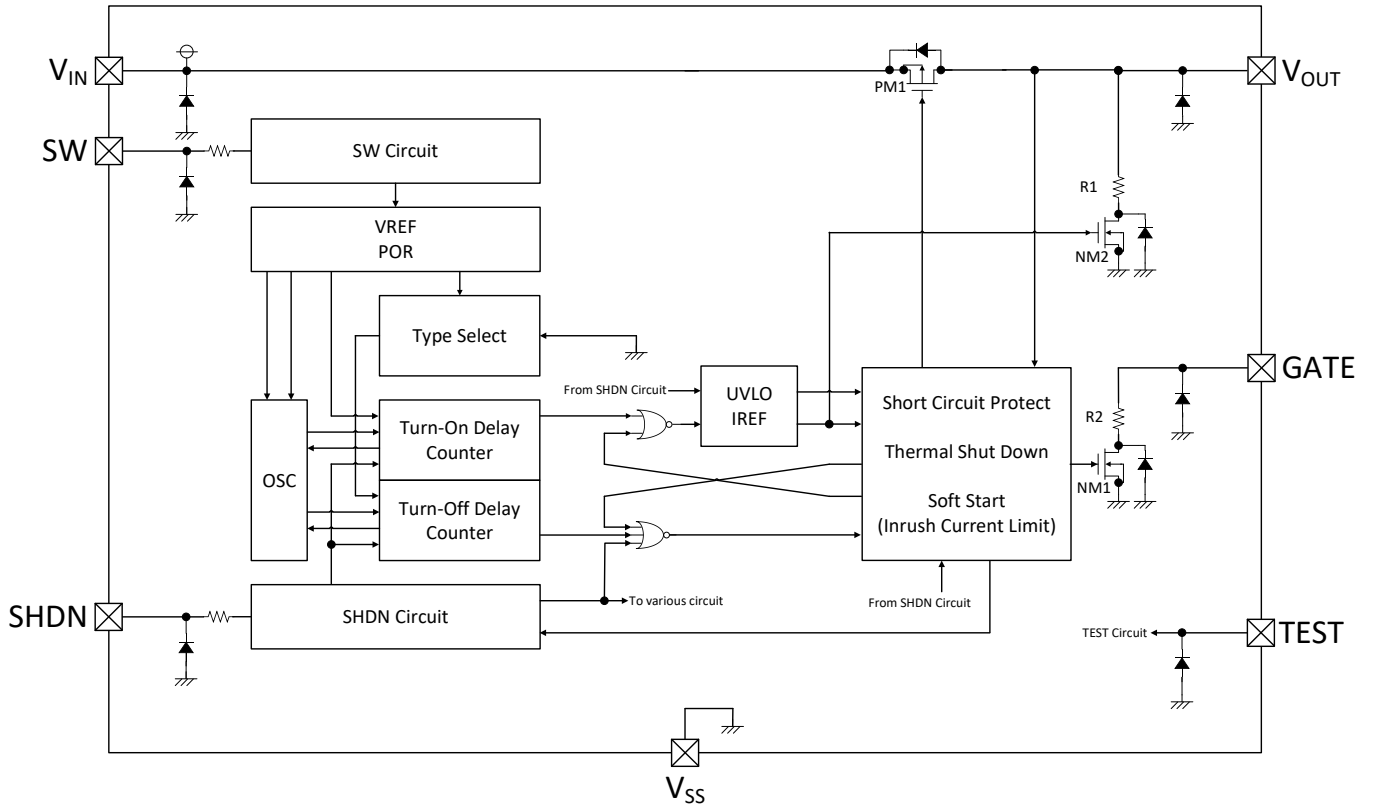 VIN
PM1
VOUT
SW
SW Circuit
R1
VREF
POR
NM2
Type Select
From SHDN Circuit
UVLO
IREF
GATE
Short Circuit Protect
R2
Turn-On Delay
Counter
Thermal Shut Down
OSC
NM1
Turn-Off Delay
Counter
Soft Start
(Inrush Current Limit)
To various circuit
From SHDN Circuit
SHDN
SHDN Circuit
TEST Circuit
TEST
VSS